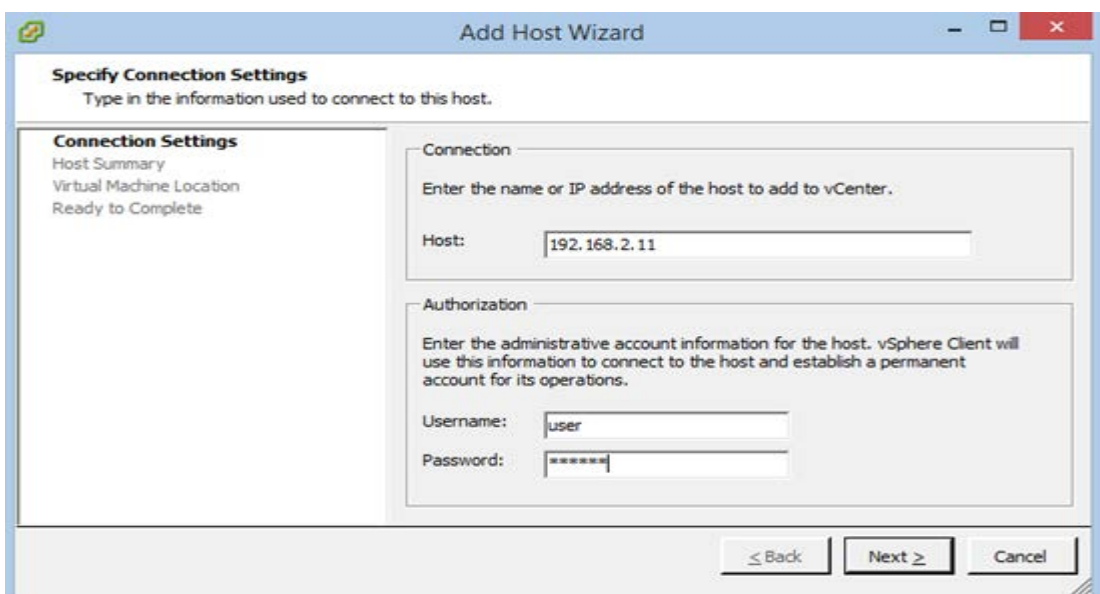 Add Host Wizard
Specify Connection Settings
Type in the information used to connect to this host.
Connection Settings
Host Summary
Virtual Machine Location
Ready to Complete
Connection
Enter the name or IP address of the host to add to vCenter.
Host:
192.168.2.11
Authorization
Enter the administrative account information for the host. vSphere Client will
use this information to connect to the host and establish a permanent
account for its operations.
Username:
user
Password:
******
< Back
Next >
Cancel